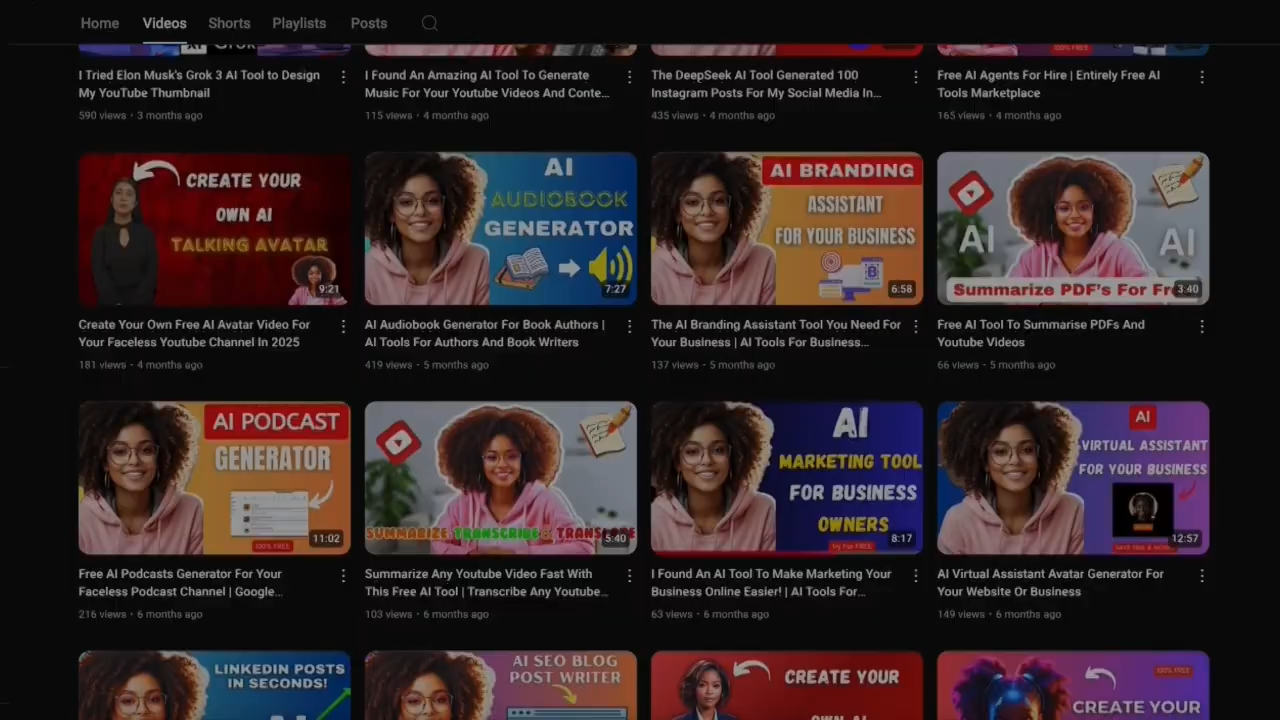 Home Videos Shorts Playlists Posts
I Tried Elon Musk's Grok 3 AI Tool to Design
My YouTube Thumbnail
590 views • 3 months ago
I Found An Amazing AI Tool To Generate
Music For Your Youtube Videos And Conte...
115 views • 4 months ago
The DeepSeek AI Tool Generated 100
Instagram Posts For My Social Media In...
435 views • 4 months ago
100% FREE
Free AI Agents For Hire | Entirely Free AI
Tools Marketplace
165 views • 4 months ago
CREATE YOUR
OWN AI
TALKING AVATAR
9:21
Create Your Own Free AI Avatar Video For
Your Faceless Youtube Channel In 2025
181 views • 4 months ago
AI
AUDIOBOOK
GENERATOR
7:27
AI Audiobook Generator For Book Authors |
AI Tools For Authors And Book Writers
419 views • 5 months ago
AI BRANDING
ASSISTANT
FOR YOUR BUSINESS
6:58
The AI Branding Assistant Tool You Need For
Your Business | AI Tools For Business...
137 views • 5 months ago
AI AI
Summarize PDF's For Fre
3:40
Free AI Tool To Summarise PDFs And
Youtube Videos
66 views • 5 months ago
AI PODCAST
GENERATOR
100% FREE
11:02
Free AI Podcasts Generator For Your
Faceless Podcast Channel | Google...
216 views • 6 months ago
SUMMARIZE TRANSCRIBE & TRANSLATE
5:40
Summarize Any Youtube Video Fast With
This Free AI Tool | Transcribe Any Youtube...
103 views • 6 months ago
AI
MARKETING TOOL
FOR BUSINESS
OWNERS
Try For FREE
8:17
I Found An AI Tool To Make Marketing Your
Business Online Easier! | AI Tools For...
63 views • 6 months ago
AI
VIRTUAL ASSISTANT
FOR YOUR BUSINESS
12:57
AI Virtual Assistant Avatar Generator For
Your Website Or Business
149 views • 6 months ago
LINKEDIN POSTS
IN SECONDS!
AI SEO BLOG
POST WRITER
CREATE YOUR
OWN AI
100% FREE
CREATE YOUR